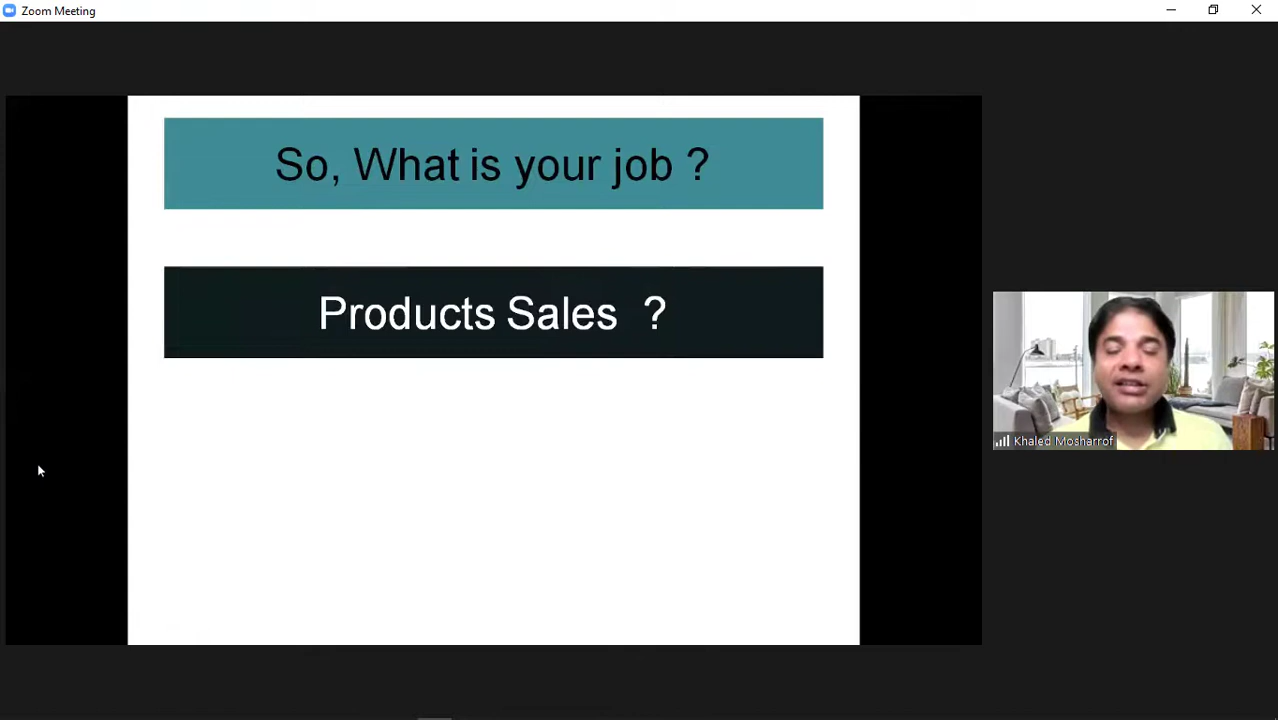 Zoom Meeting
So, What is your job ?
Products Sales ?
Khaled Mosharrof